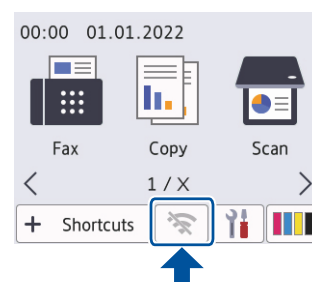 00:00 01.01.2022
Fax Copy Scan
< 1 / X >
+ Shortcuts